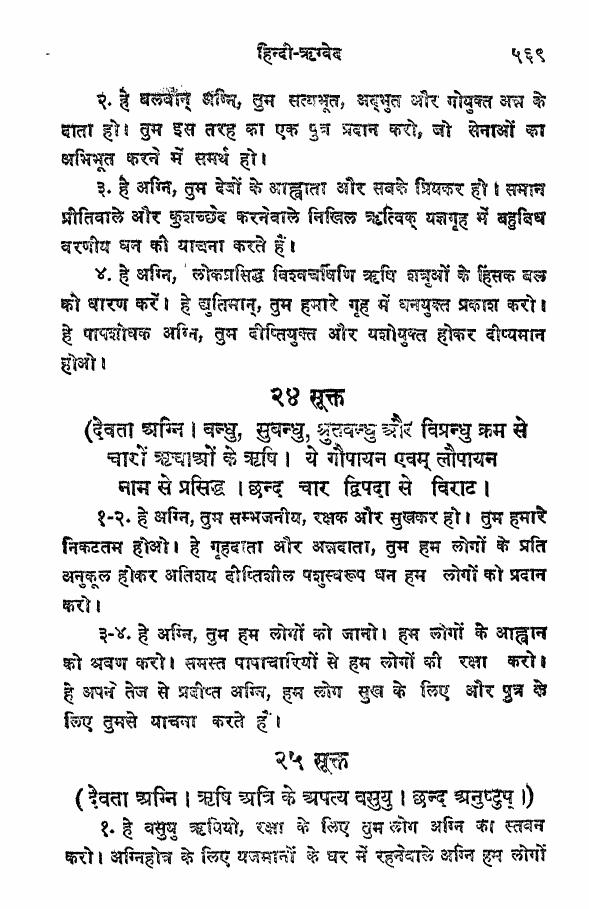 हिन्दी-ऋग्वेद ५६९
२. हे बलवान् अग्नि, तुम सत्यभूत, अद्भुत और गोयुक्त अन्न के
दाता हो। तुम इस तरह का एक पुत्र प्रदान करो, जो सेनाओं का
अभिभूत करने में समर्थ हो।
३. हे अग्नि, तुम देवों के आह्वाता और सबके प्रियकर हो। समान
प्रीतिवाले और कुशच्छेद करनेवाले निखिल ऋत्विक् यज्ञगृह में बहुविध
वरणीय धन की याचना करते हैं।
४. हे अग्नि, लोकप्रसिद्ध विश्वचर्षणि ऋषि शत्रुओं के हिंसक बल
को धारण करें। हे द्युतिमान्, तुम हमारे गृह में धनयुक्त प्रकाश करो।
हे पापशोधक अग्नि, तुम दीप्तियुक्त और यशोयुक्त होकर दीप्यमान
होओ।
२४ सूक्त
(देवता अग्नि। बन्धु, सुबन्धु, श्रुतबन्धु और विप्रन्धु क्रम से
चारों ऋचाओं के ऋषि। ये गौपायन एवम् लौपायन
नाम से प्रसिद्ध। छन्द चार द्विपदा से विराट।
१-२. हे अग्नि, तुम सम्भजनीय, रक्षक और सुखकर हो। तुम हमारे
निकटतम होओ। हे गृहदाता और अन्नदाता, तुम हम लोगों के प्रति
अनुकूल होकर अतिशय दीप्तिशील पशुस्वरूप धन हम लोगों को प्रदान
करो।
३-४. हे अग्नि, तुम हम लोगों को जानो। हम लोगों के आह्वान
को श्रवण करो। समस्त पापाचारियों से हम लोगों की रक्षा करो।
हे अपने तेज से प्रदीप्त अग्नि, हम लोग सुख के लिए और पुत्र के
लिए तुमसे याचना करते हैं।
२५ सूक्त
(देवता अग्नि। ऋषि अत्रि के अपत्य वसुयु। छन्द अनुष्टुप्।)
१. हे वसुयु ऋषियो, रक्षा के लिए तुम लोग अग्नि का स्तवन
करो। अग्निहोत्र के लिए यजमानों के घर में रहनेवाले अग्नि हम लोगों